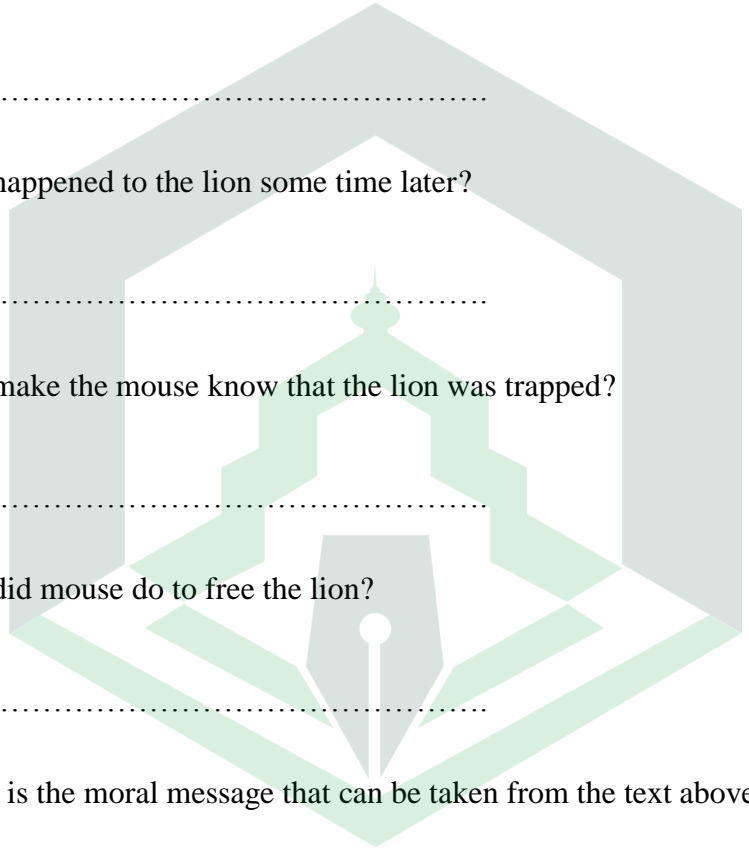 ……………………………………………….
happened to the lion some time later?
……………………………………………….
make the mouse know that the lion was trapped?
……………………………………………….
did mouse do to free the lion?
……………………………………………….
is the moral message that can be taken from the text above